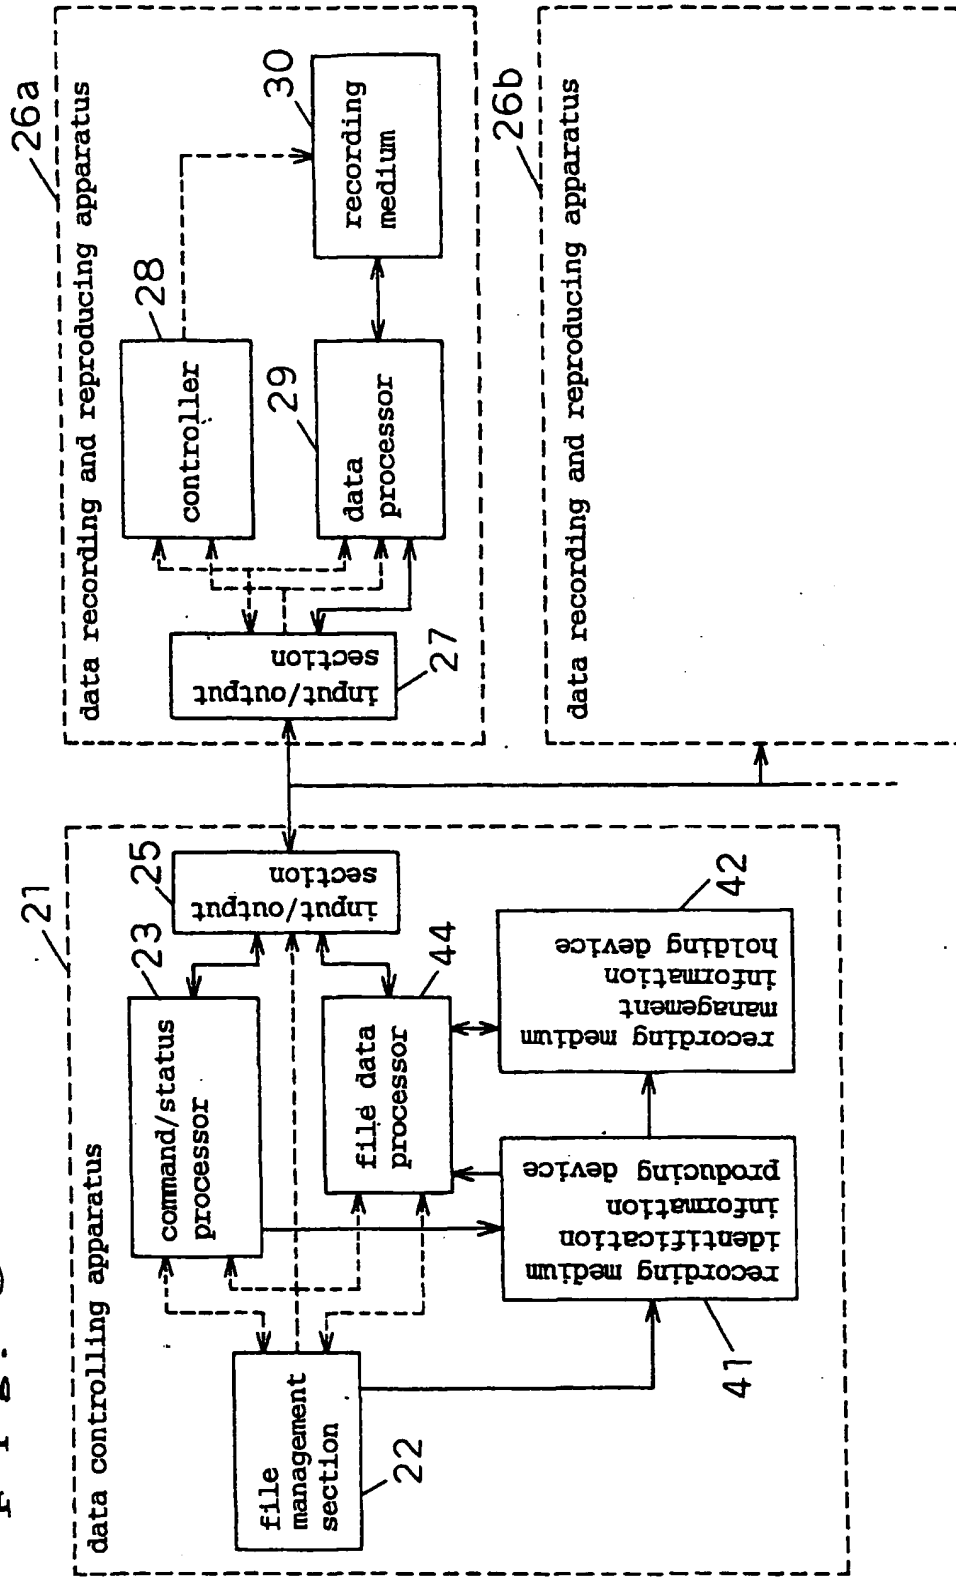 data controlling apparatus
21
file
management
section
22
command/status
processor
23
file data
processor
44
input/output
section
25
recording medium
identification
information
producing device
41
recording medium
management
information
holding device
42
data recording and reproducing apparatus
26a
input/output
section
27
controller
28
data
processor
29
recording
medium
30
data recording and reproducing apparatus
26b